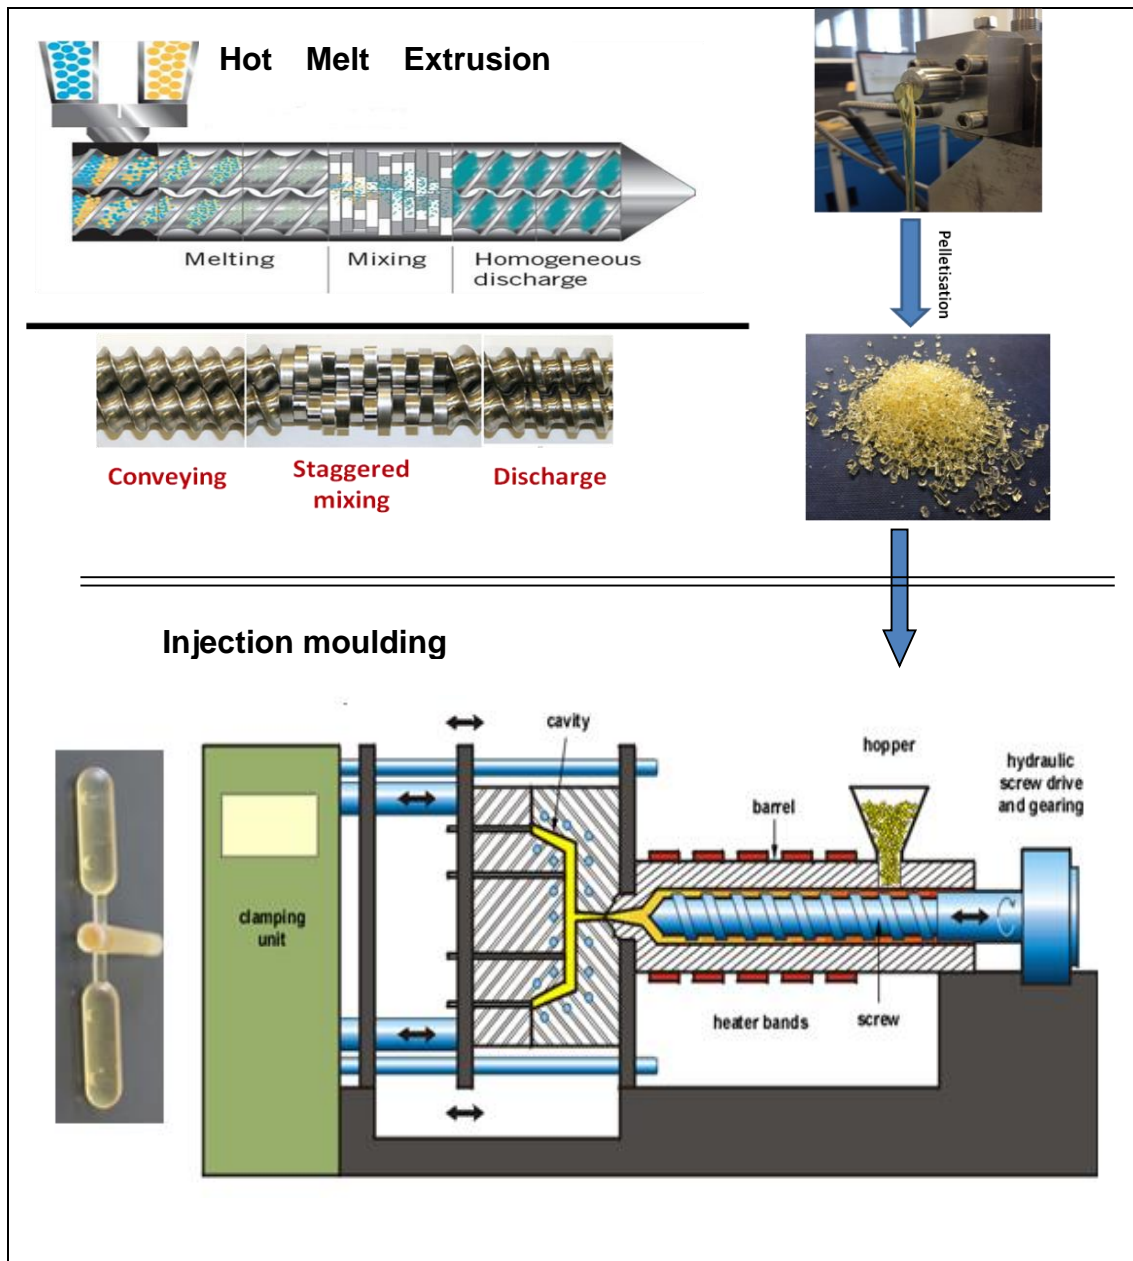 Hot Melt Extrusion
Melting
Mixing
Homogeneous
discharge
Pelletisation
Conveying
Staggered
mixing
Discharge
Injection moulding
cavity
hopper
hydraulic
screw drive
and gearing
barrel
clamping
unit
heater bands
screw